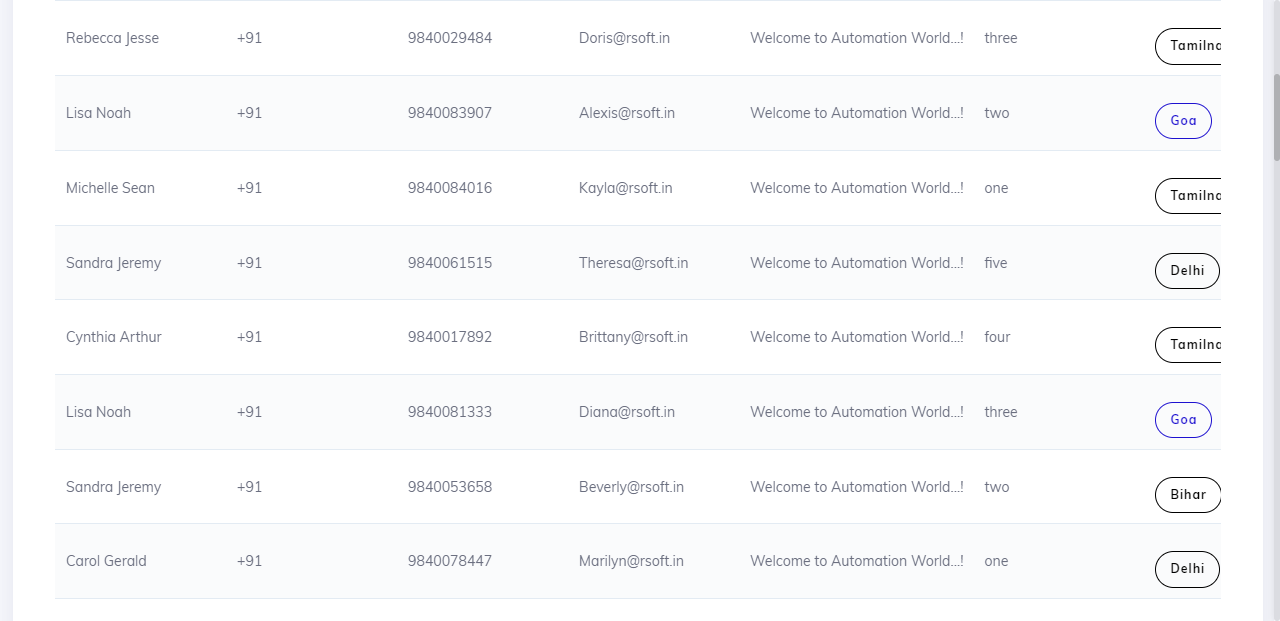 Rebecca Jesse +91 9840029484 Doris@rsoft.in Welcome to Automation World...! three Tamilna
Lisa Noah +91 9840083907 Alexis@rsoft.in Welcome to Automation World...! two Goa
Michelle Sean +91 9840084016 Kayla@rsoft.in Welcome to Automation World...! one Tamilna
Sandra Jeremy +91 9840061515 Theresa@rsoft.in Welcome to Automation World...! five Delhi
Cynthia Arthur +91 9840017892 Brittany@rsoft.in Welcome to Automation World...! four Tamilna
Lisa Noah +91 9840081333 Diana@rsoft.in Welcome to Automation World...! three Goa
Sandra Jeremy +91 9840053658 Beverly@rsoft.in Welcome to Automation World...! two Bihar
Carol Gerald +91 9840078447 Marilyn@rsoft.in Welcome to Automation World...! one Delhi